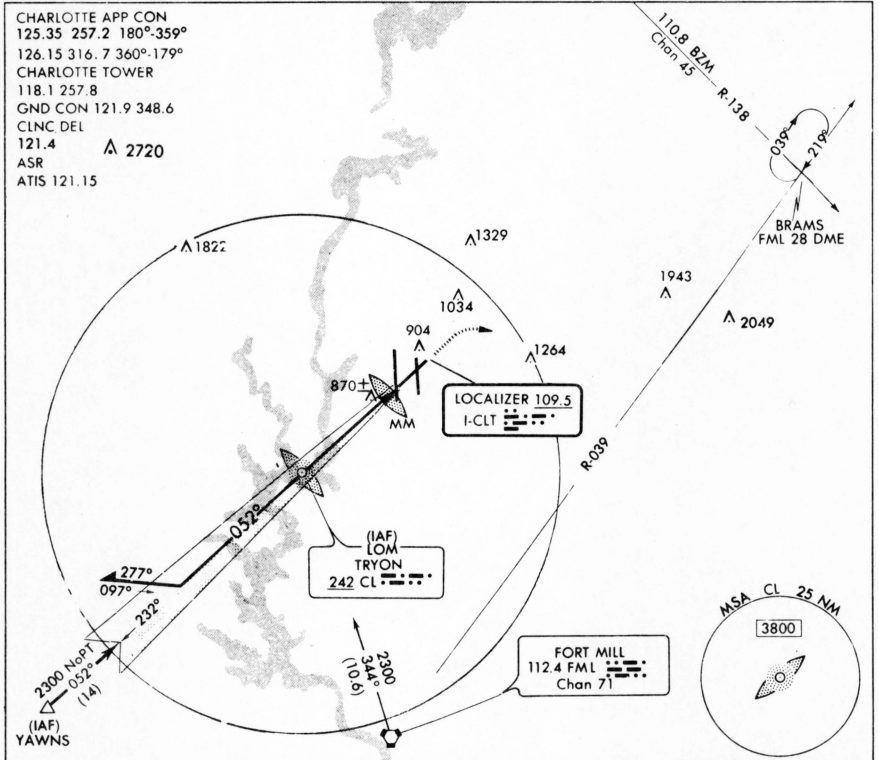 CHARLOTTE APP CON
125.35 257.2 180°-359°
126.15 316.7 360°-179°
CHARLOTTE TOWER
118.1 257.8
GND CON 121.9 348.6
CLNC DEL
121.4
2720
ASR
ATIS 121.15
110.8 BZM
Chan 45
R-138
039°
219°
BRAMS
FML 28 DME
1822
1329
1034
1943
2049
904
1264
870±
MM
LOCALIZER 109.5
I-CLT
R-039
052°
(IAF)
LOM
TRYON
242 CL
277°
097°
232°
2300 NoPT
052°
(14)
(IAF)
YAWNS
2300
344°
(10.6)
FORT MILL
112.4 FML
Chan 71
MSA CL 25 NM
3800